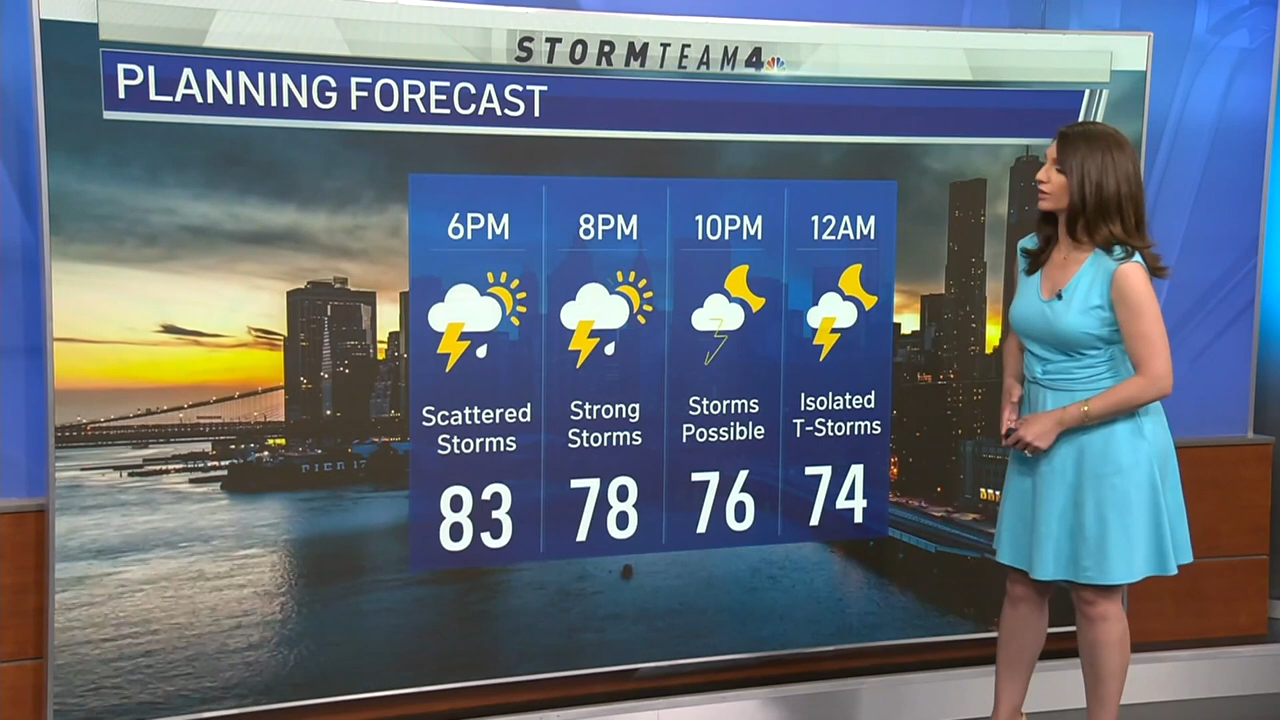 STORMTEAM4
PLANNING FORECAST
6PM
8PM
10PM
12AM
Scattered
Storms
Strong
Storms
Storms
Possible
Isolated
T-Storms
83
78
76
74
PIER 17